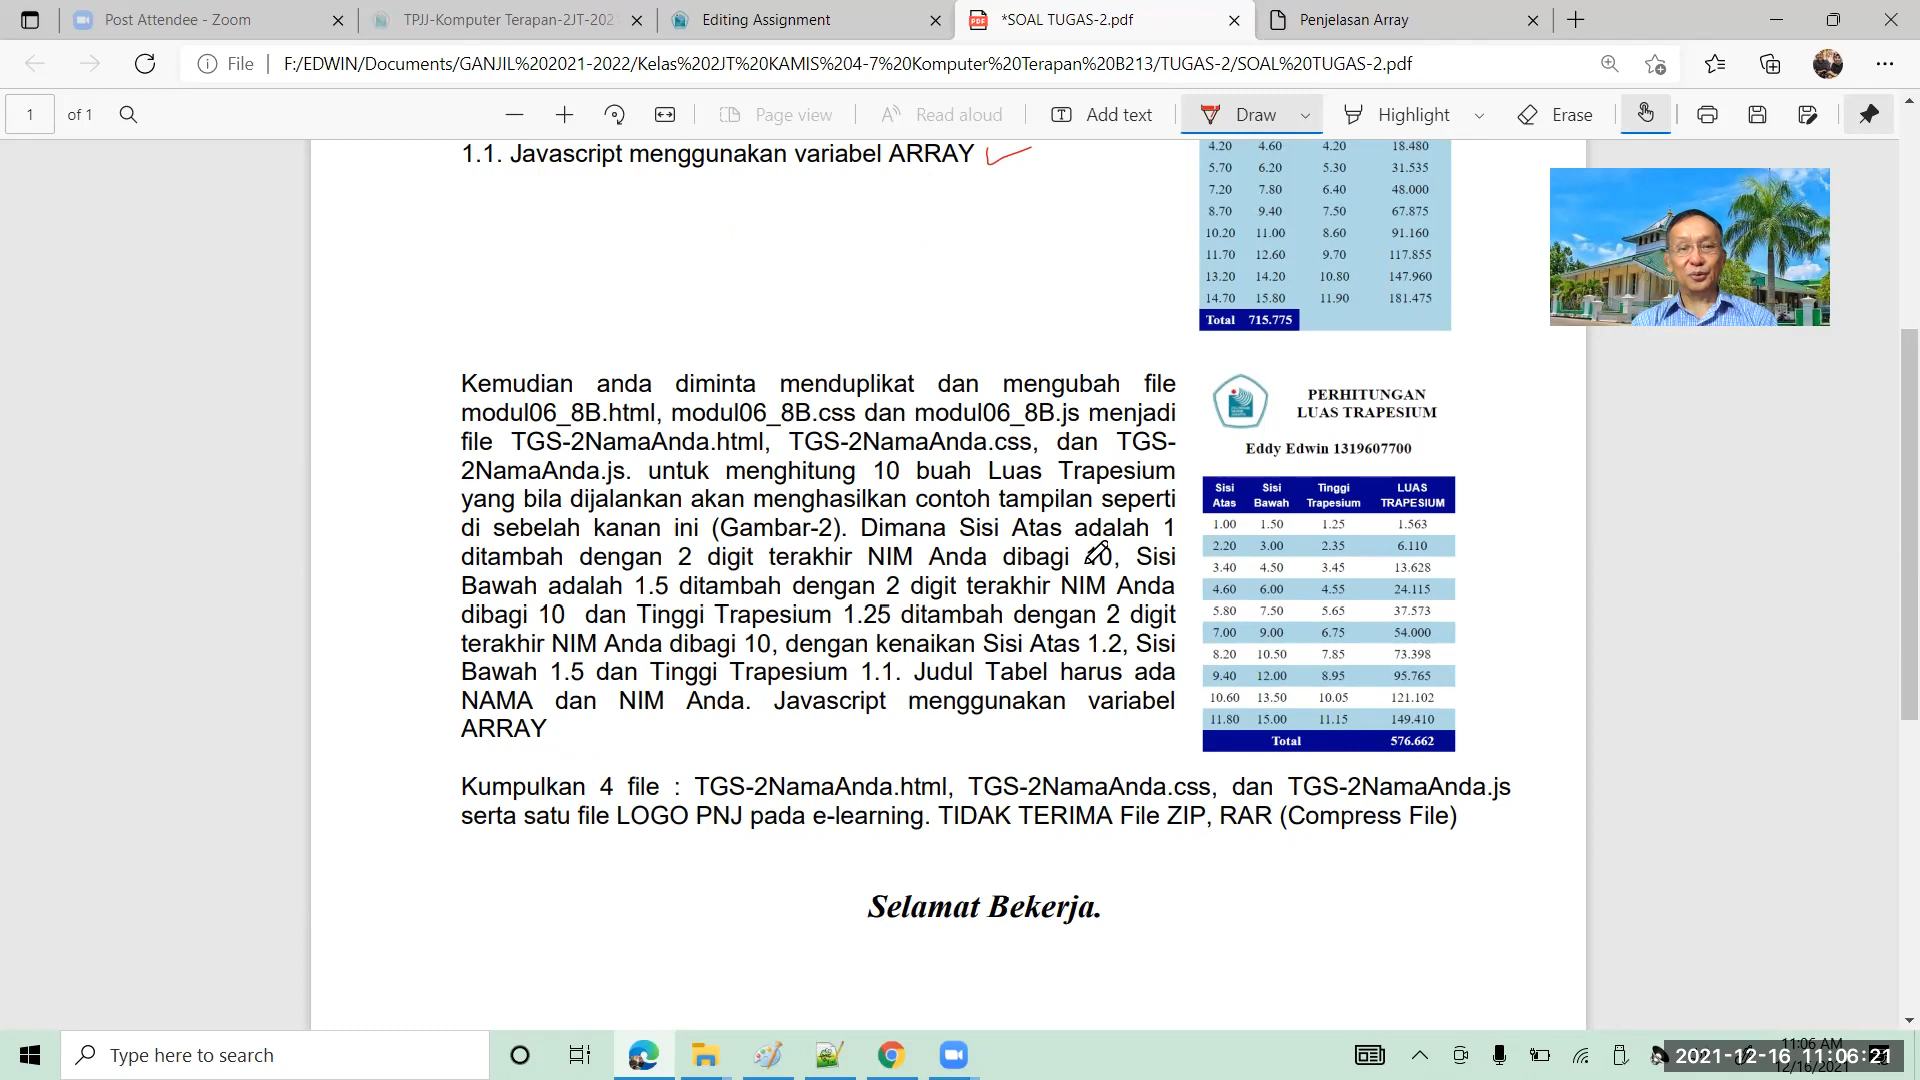 Post Attendee - Zoom
TPJJ-Komputer Terapan-2JT-202
Editing Assignment
*SOAL TUGAS-2.pdf
Penjelasan Array
File
F:/EDWIN/Documents/GANJIL%202021-2022/Kelas%202JT%20KAMIS%204-7%20Komputer%20Terapan%20B213/TUGAS-2/SOAL%20TUGAS-2.pdf
1 of 1
Page view
Read aloud
Add text
Draw
Highlight
Erase
1.1. Javascript menggunakan variabel ARRAY
4.20 4.60 4.20 18.480
5.70 6.20 5.30 31.535
7.20 7.80 6.40 48.000
8.70 9.40 7.50 67.875
10.20 11.00 8.60 91.160
11.70 12.60 9.70 117.855
13.20 14.20 10.80 147.960
14.70 15.80 11.90 181.475
Total 715.775
Kemudian anda diminta menduplikat dan mengubah file
modul06_8B.html, modul06_8B.css dan modul06_8B.js menjadi
file TGS-2NamaAnda.html, TGS-2NamaAnda.css, dan TGS-
2NamaAnda.js. untuk menghitung 10 buah Luas Trapesium
yang bila dijalankan akan menghasilkan contoh tampilan seperti
di sebelah kanan ini (Gambar-2). Dimana Sisi Atas adalah 1
ditambah dengan 2 digit terakhir NIM Anda dibagi 10, Sisi
Bawah adalah 1.5 ditambah dengan 2 digit terakhir NIM Anda
dibagi 10 dan Tinggi Trapesium 1.25 ditambah dengan 2 digit
terakhir NIM Anda dibagi 10, dengan kenaikan Sisi Atas 1.2, Sisi
Bawah 1.5 dan Tinggi Trapesium 1.1. Judul Tabel harus ada
NAMA dan NIM Anda. Javascript menggunakan variabel
ARRAY
PERHITUNGAN
LUAS TRAPESIUM
Eddy Edwin 1319607700
Sisi Sisi Tinggi LUAS
Atas Bawah Trapesium TRAPESIUM
1.00 1.50 1.25 1.563
2.20 3.00 2.35 6.110
3.40 4.50 3.45 13.628
4.60 6.00 4.55 24.115
5.80 7.50 5.65 37.573
7.00 9.00 6.75 54.000
8.20 10.50 7.85 73.398
9.40 12.00 8.95 95.765
10.60 13.50 10.05 121.102
11.80 15.00 11.15 149.410
Total 576.662
Kumpulkan 4 file : TGS-2NamaAnda.html, TGS-2NamaAnda.css, dan TGS-2NamaAnda.js
serta satu file LOGO PNJ pada e-learning. TIDAK TERIMA File ZIP, RAR (Compress File)
Selamat Bekerja.
Type here to search
11:06 AM
2021-12-16 11:06:21